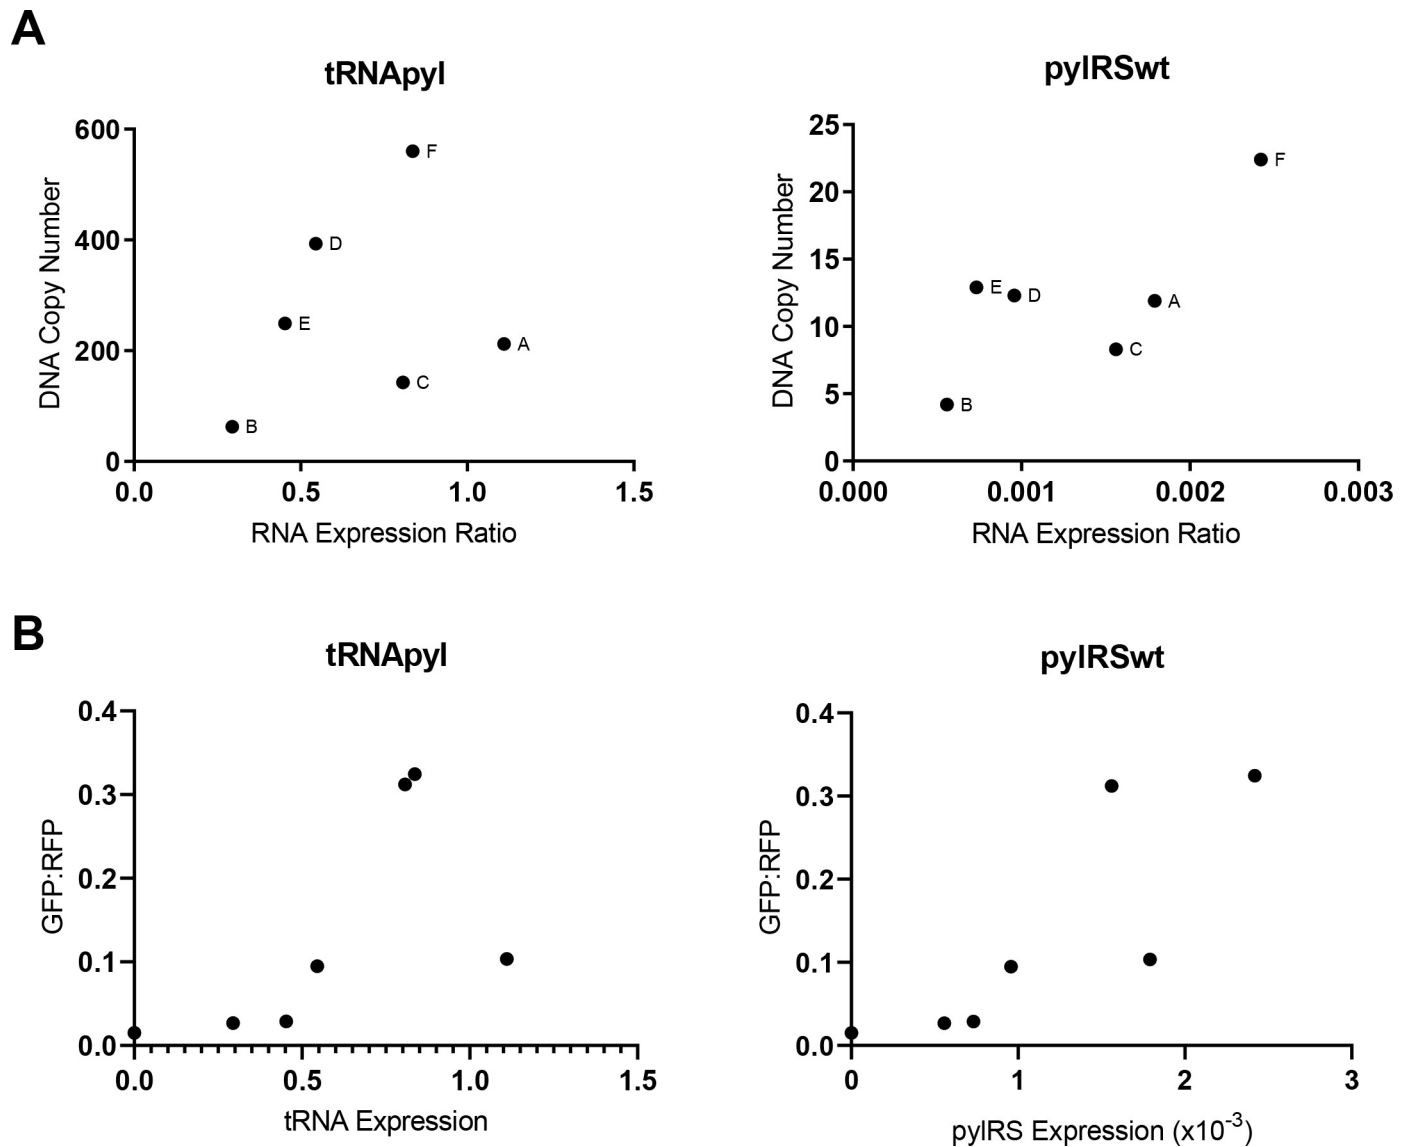 A
tRNApyl
pylRSwt
DNA Copy Number
600
400
200
0
F
D
E
A
C
B
0.0 0.5 1.0 1.5
RNA Expression Ratio
DNA Copy Number
25
20
15
10
5
0
F
E
D
A
C
B
0.000 0.001 0.002 0.003
RNA Expression Ratio
B
tRNApyl
pylRSwt
GFP:RFP
0.4
0.3
0.2
0.1
0.0
0.0 0.5 1.0 1.5
tRNA Expression
GFP:RFP
0.4
0.3
0.2
0.1
0.0
0 1 2 3
pylRS Expression (x10-3)